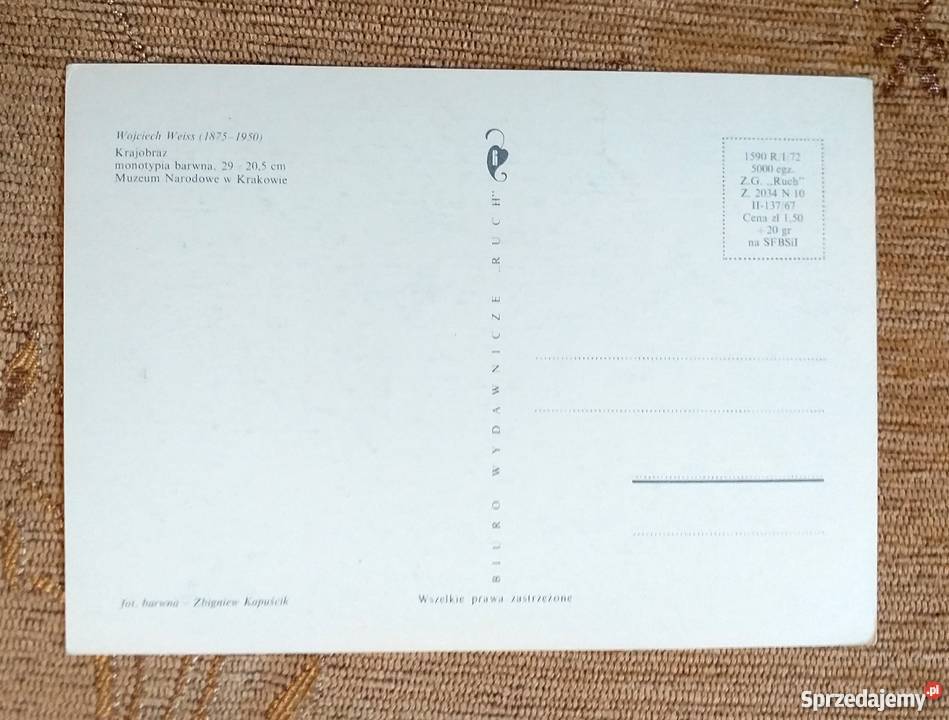 Wojciech Weiss (1875-1950)
Krajobraz
monotypia barwna, 29 × 20,5 cm
Muzeum Narodowe w Krakowie
BIURO WYDAWNICZE „RUCH”
1590 R/I/72
5000 egz.
Z.G. „Ruch”
Z. 2034 N 10
II-137/67
Cena zł 1,50
+ 20 gr
na SFBSiI
fot. barwna - Zbigniew Kapuścik
Wszelkie prawa zastrzeżone
Sprzedajemy.pl